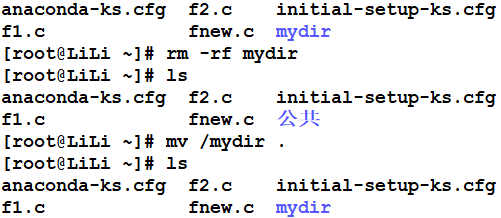 anaconda-ks.cfg f2.c initial-setup-ks.cfg
f1.c fnew.c mydir
[root@LiLi ~]# rm -rf mydir
[root@LiLi ~]# ls
anaconda-ks.cfg f2.c initial-setup-ks.cfg
f1.c fnew.c 公共
[root@LiLi ~]# mv /mydir .
[root@LiLi ~]# ls
anaconda-ks.cfg f2.c initial-setup-ks.cfg
f1.c fnew.c mydir